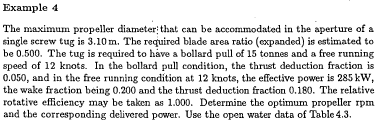 Example 4
The maximum propeller diameter that can be accommodated in the aperture of a
single screw tug is 3.10 m. The required blade area ratio (expanded) is estimated to
be 0.500. The tug is required to have a bollard pull of 15 tonnes and a free running
speed of 12 knots. In the bollard pull condition, the thrust deduction fraction is
0.050, and in the free running condition at 12 knots, the effective power is 285 kW,
the wake fraction being 0.200 and the thrust deduction fraction 0.180. The relative
rotative efficiency may be taken as 1.000. Determine the optimum propeller rpm
and the corresponding delivered power. Use the open water data of Table 4.3.